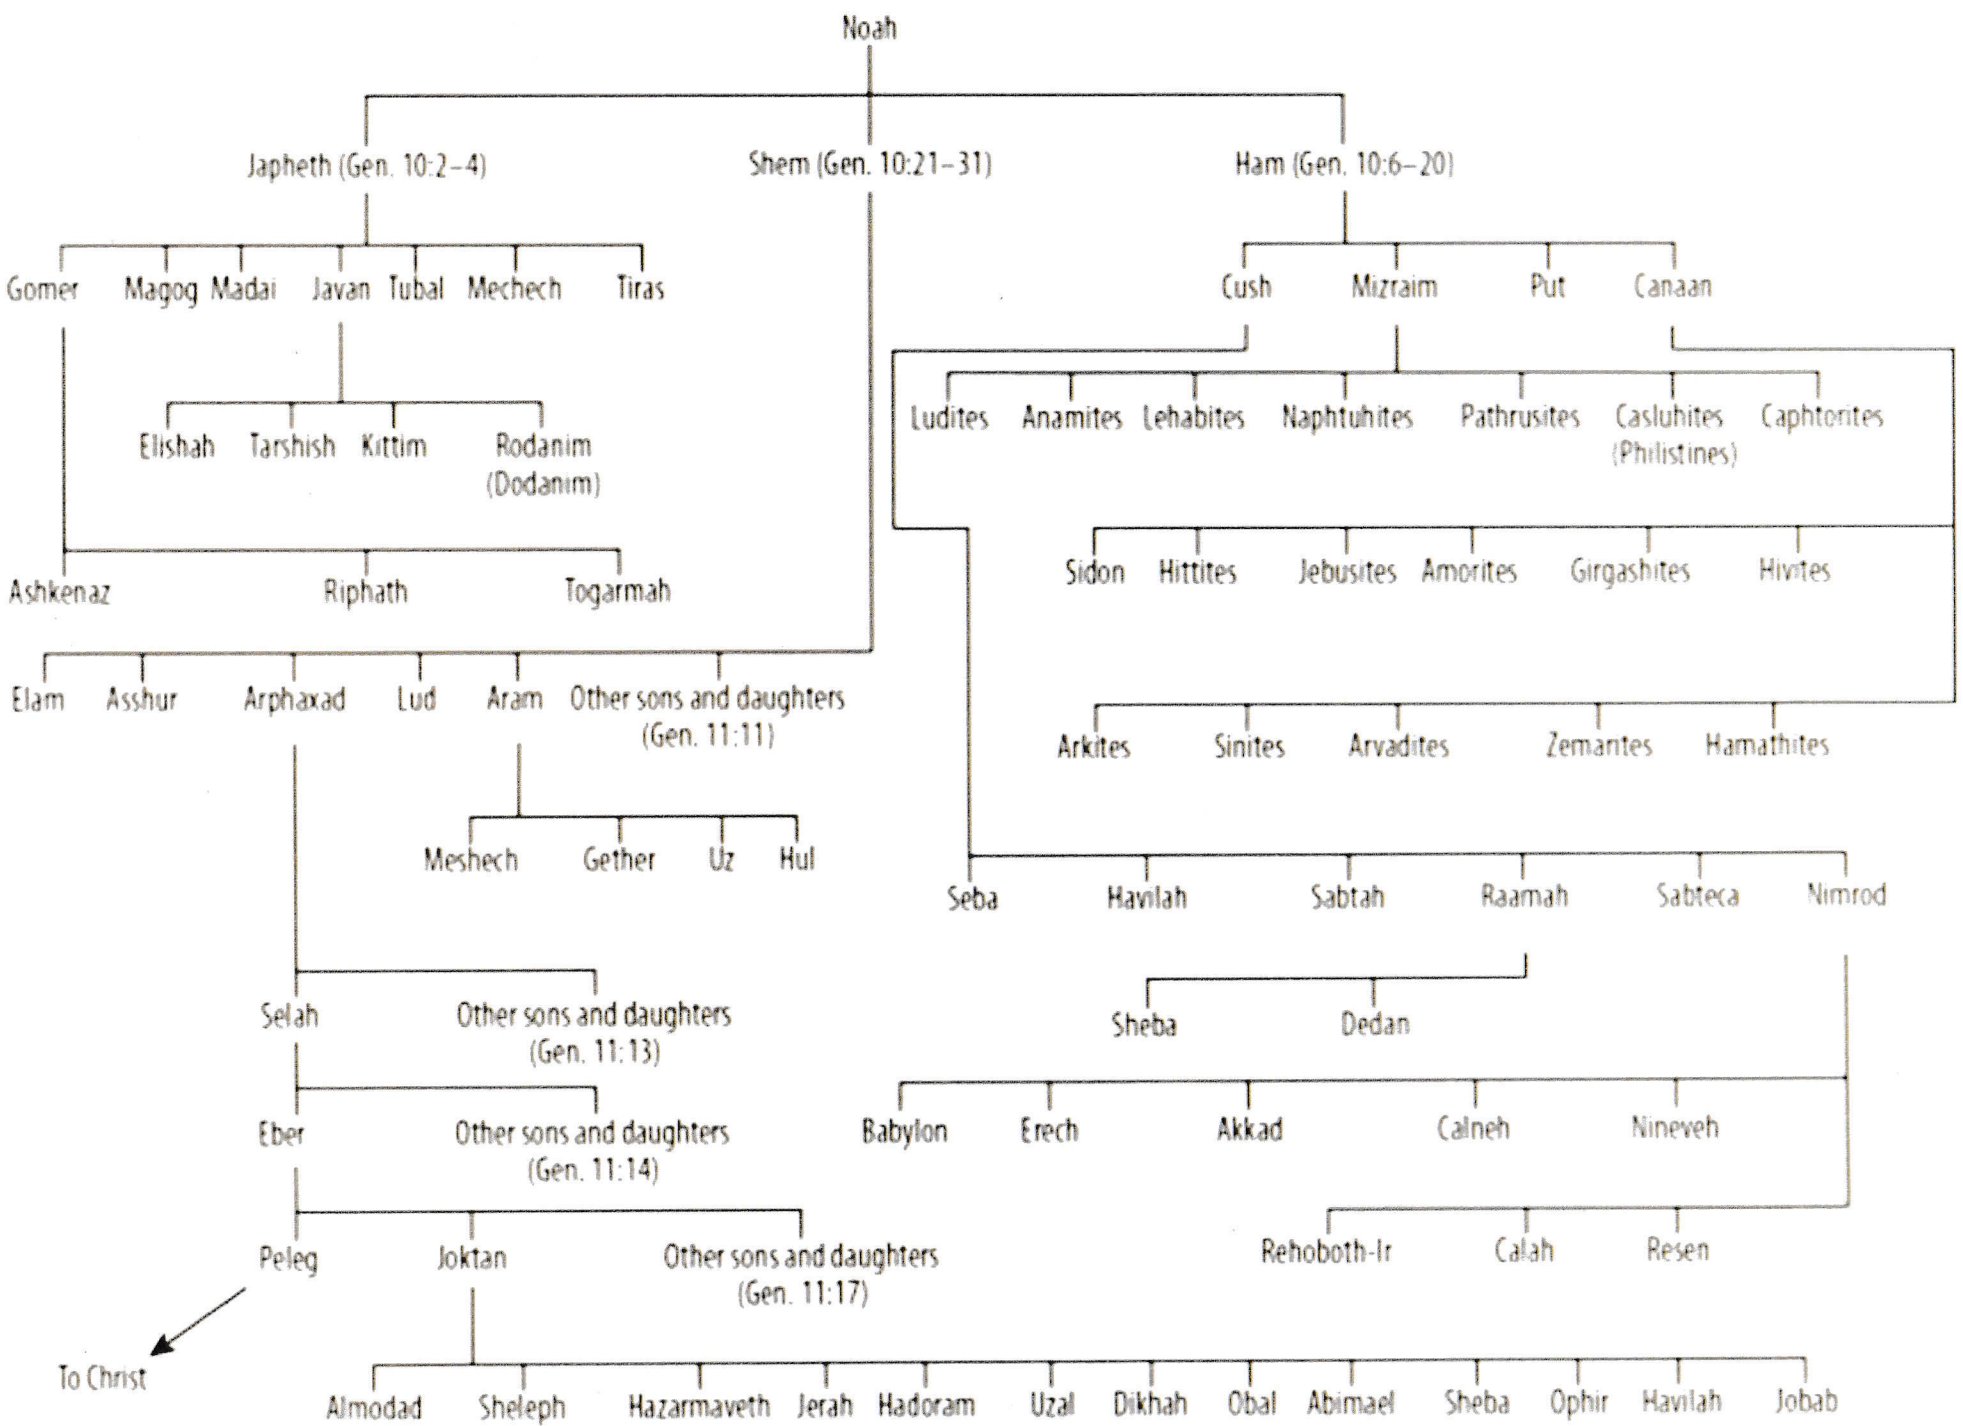 Noah
Japheth (Gen. 10:2–4) Shem (Gen. 10:21–31) Ham (Gen. 10:6–20)
Gomer Magog Madai Javan Tubal Mechech Tiras Cush Mizraim Put Canaan
Ludites Anamites Lehabites Naphtuhites Pathrusites Casluhites Caphtorites
(Philistines)
Elishah Tarshish Kittim Rodanim
(Dodanim)
Sidon Hittites Jebusites Amorites Girgashites Hivites
Ashkenaz Riphath Togarmah
Elam Asshur Arphaxad Lud Aram Other sons and daughters
(Gen. 11:11)
Arkites Sinites Arvadites Zemarites Hamathites
Meshech Gether Uz Hul
Seba Havilah Sabtah Raamah Sabteca Nimrod
Selah Other sons and daughters
(Gen. 11:13)
Sheba Dedan
Eber Other sons and daughters
(Gen. 11:14)
Babylon Erech Akkad Calneh Nineveh
Peleg Joktan Other sons and daughters
(Gen. 11:17)
Rehoboth-Ir Calah Resen
To Christ
Almodad Sheleph Hazarmaveth Jerah Hadoram Uzal Dikhah Obal Abimael Sheba Ophir Havilah Jobab